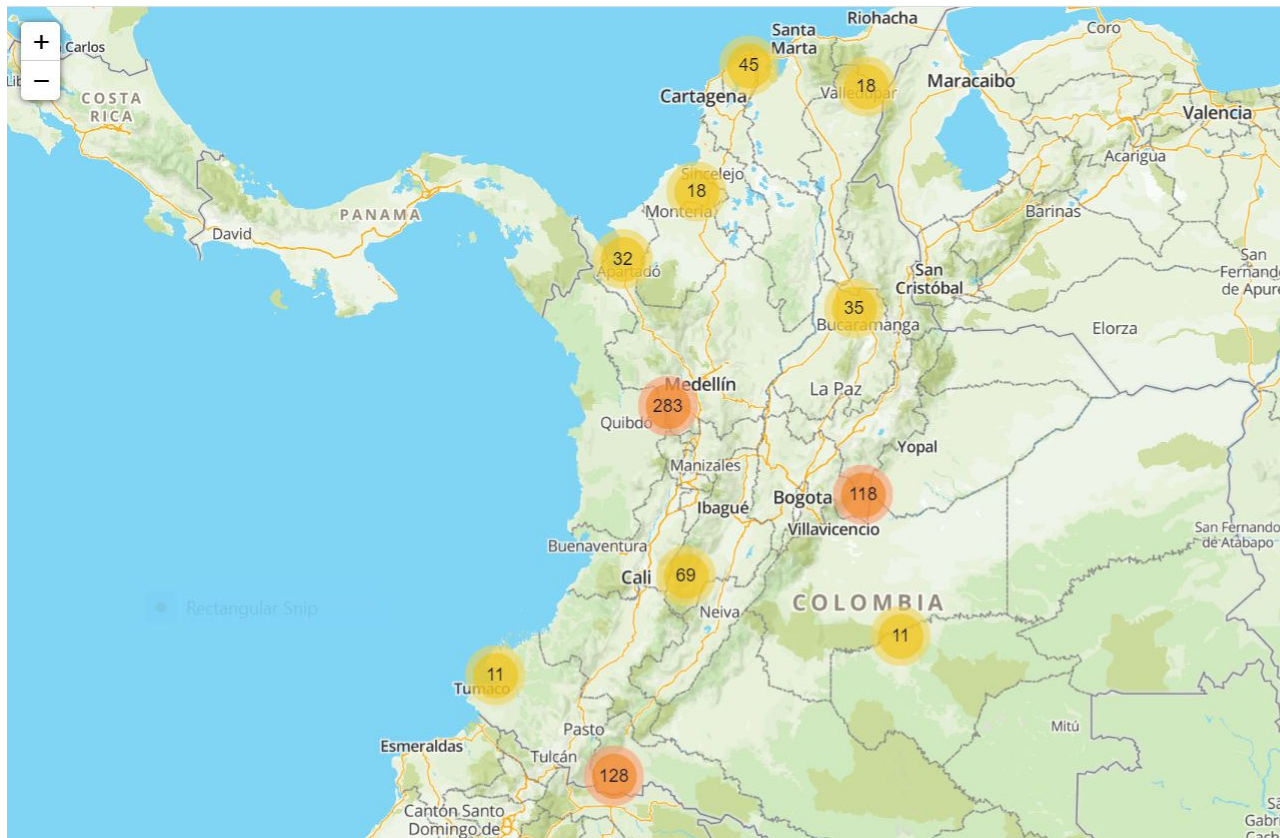 +
−
Carlos
COSTA
RICA
PANAMA
David
Riohacha
Santa
Marta
Coro
45
18
Valledupar
Maracaibo
Cartagena
Valencia
Acarigua
Sincelejo
18
Montería
Barinas
32
Apartadó
San
Cristóbal
San
Fernando
de Apure
35
Bucaramanga
Elorza
Medellín
La Paz
283
Quibdó
Yopal
Manizales
118
Bogota
Ibagué
Villavicencio
San Fernando
de Atabapo
Buenaventura
Cali
69
Rectangular Snip
Neiva
COLOMBIA
11
11
Tumaco
Mitú
Pasto
Esmeraldas
Tulcán
128
Cantón Santo
Domingo de